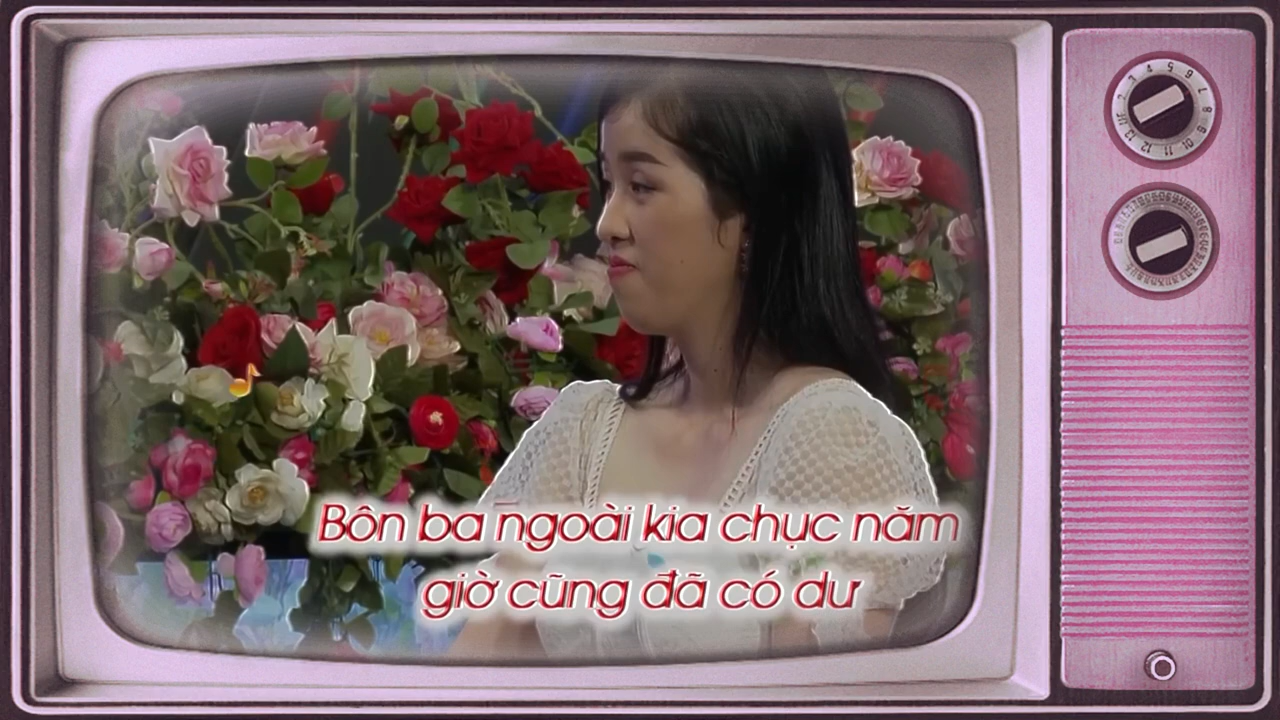 Bôn ba ngoài kia chục năm
giờ cũng đã có dư